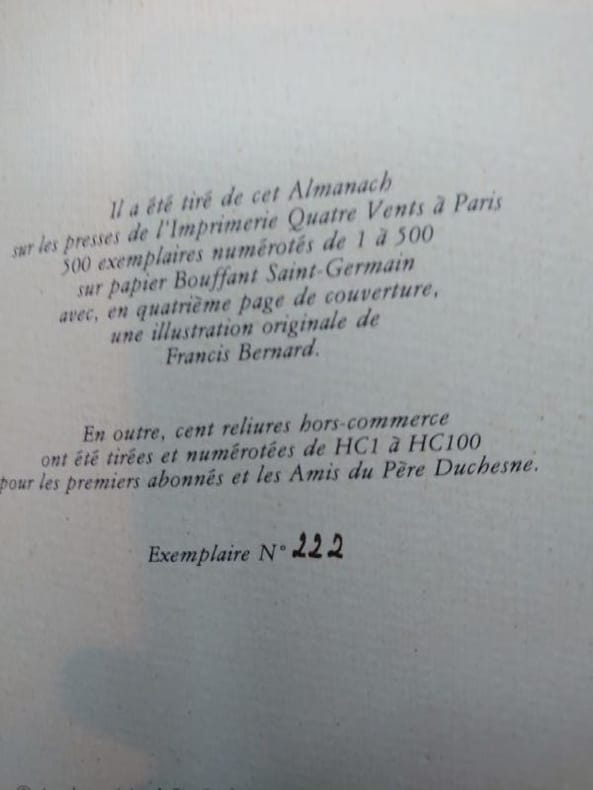 Il a été tiré de cet Almanach
sur les presses de l'Imprimerie Quatre Vents à Paris
500 exemplaires numérotés de 1 à 500
sur papier Bouffant Saint-Germain
avec, en quatrième page de couverture,
une illustration originale de
Francis Bernard.
En outre, cent reliures hors-commerce
ont été tirées et numérotées de HC1 à HC100
pour les premiers abonnés et les Amis du Père Duchesne.
Exemplaire N° 222